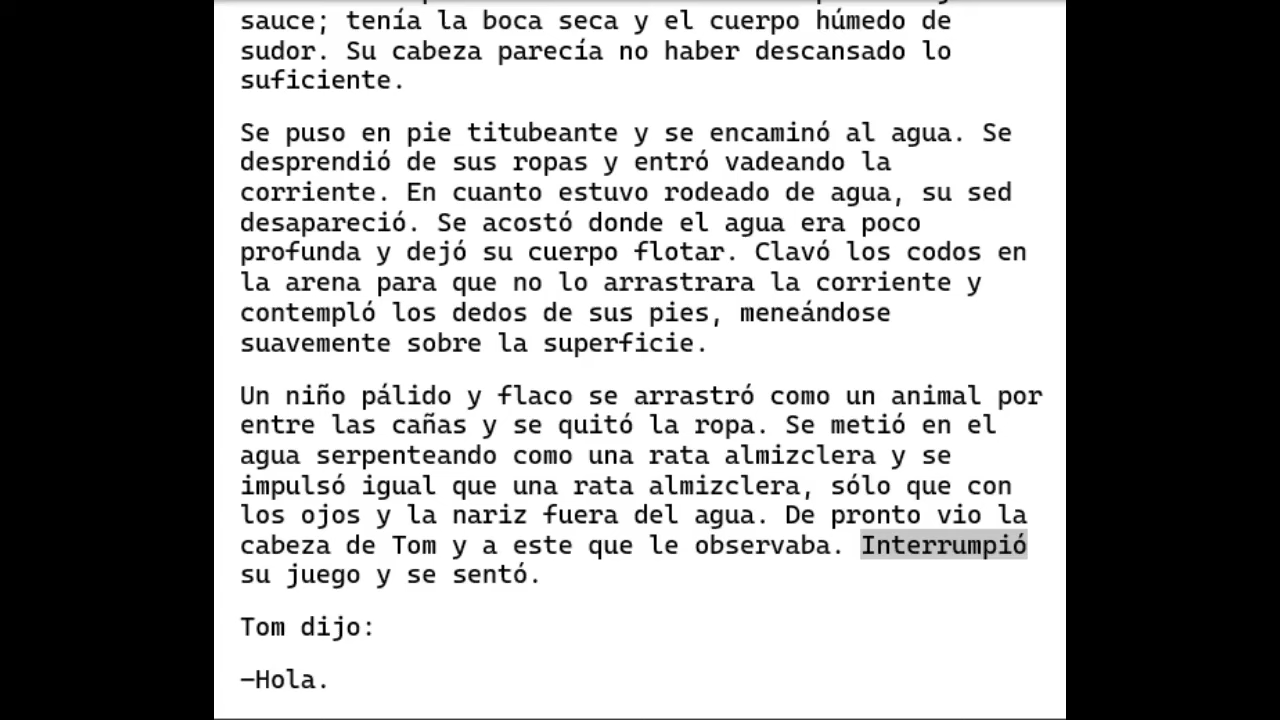 sauce; tenía la boca seca y el cuerpo húmedo de
sudor. Su cabeza parecía no haber descansado lo
suficiente.
Se puso en pie titubeante y se encaminó al agua. Se
desprendió de sus ropas y entró vadeando la
corriente. En cuanto estuvo rodeado de agua, su sed
desapareció. Se acostó donde el agua era poco
profunda y dejó su cuerpo flotar. Clavó los codos en
la arena para que no lo arrastrara la corriente y
contempló los dedos de sus pies, meneándose
suavemente sobre la superficie.
Un niño pálido y flaco se arrastró como un animal por
entre las cañas y se quitó la ropa. Se metió en el
agua serpenteando como una rata almizclera y se
impulsó igual que una rata almizclera, sólo que con
los ojos y la nariz fuera del agua. De pronto vio la
cabeza de Tom y a este que le observaba. Interrumpió
su juego y se sentó.
Tom dijo:
—Hola.